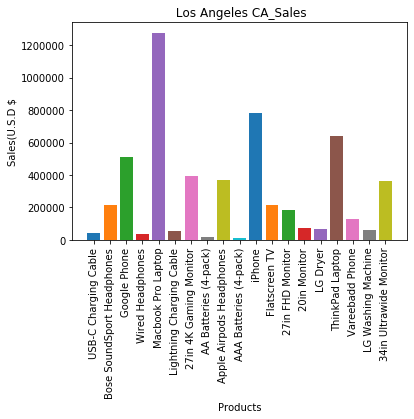 Los Angeles CA_Sales
Sales(U.S.D $
1200000
1000000
800000
600000
400000
200000
0
USB-C Charging Cable
Bose SoundSport Headphones
Google Phone
Wired Headphones
Macbook Pro Laptop
Lightning Charging Cable
27in 4K Gaming Monitor
AA Batteries (4-pack)
Apple Airpods Headphones
AAA Batteries (4-pack)
iPhone
Flatscreen TV
27in FHD Monitor
20in Monitor
LG Dryer
ThinkPad Laptop
Vareebadd Phone
LG Washing Machine
34in Ultrawide Monitor
Products